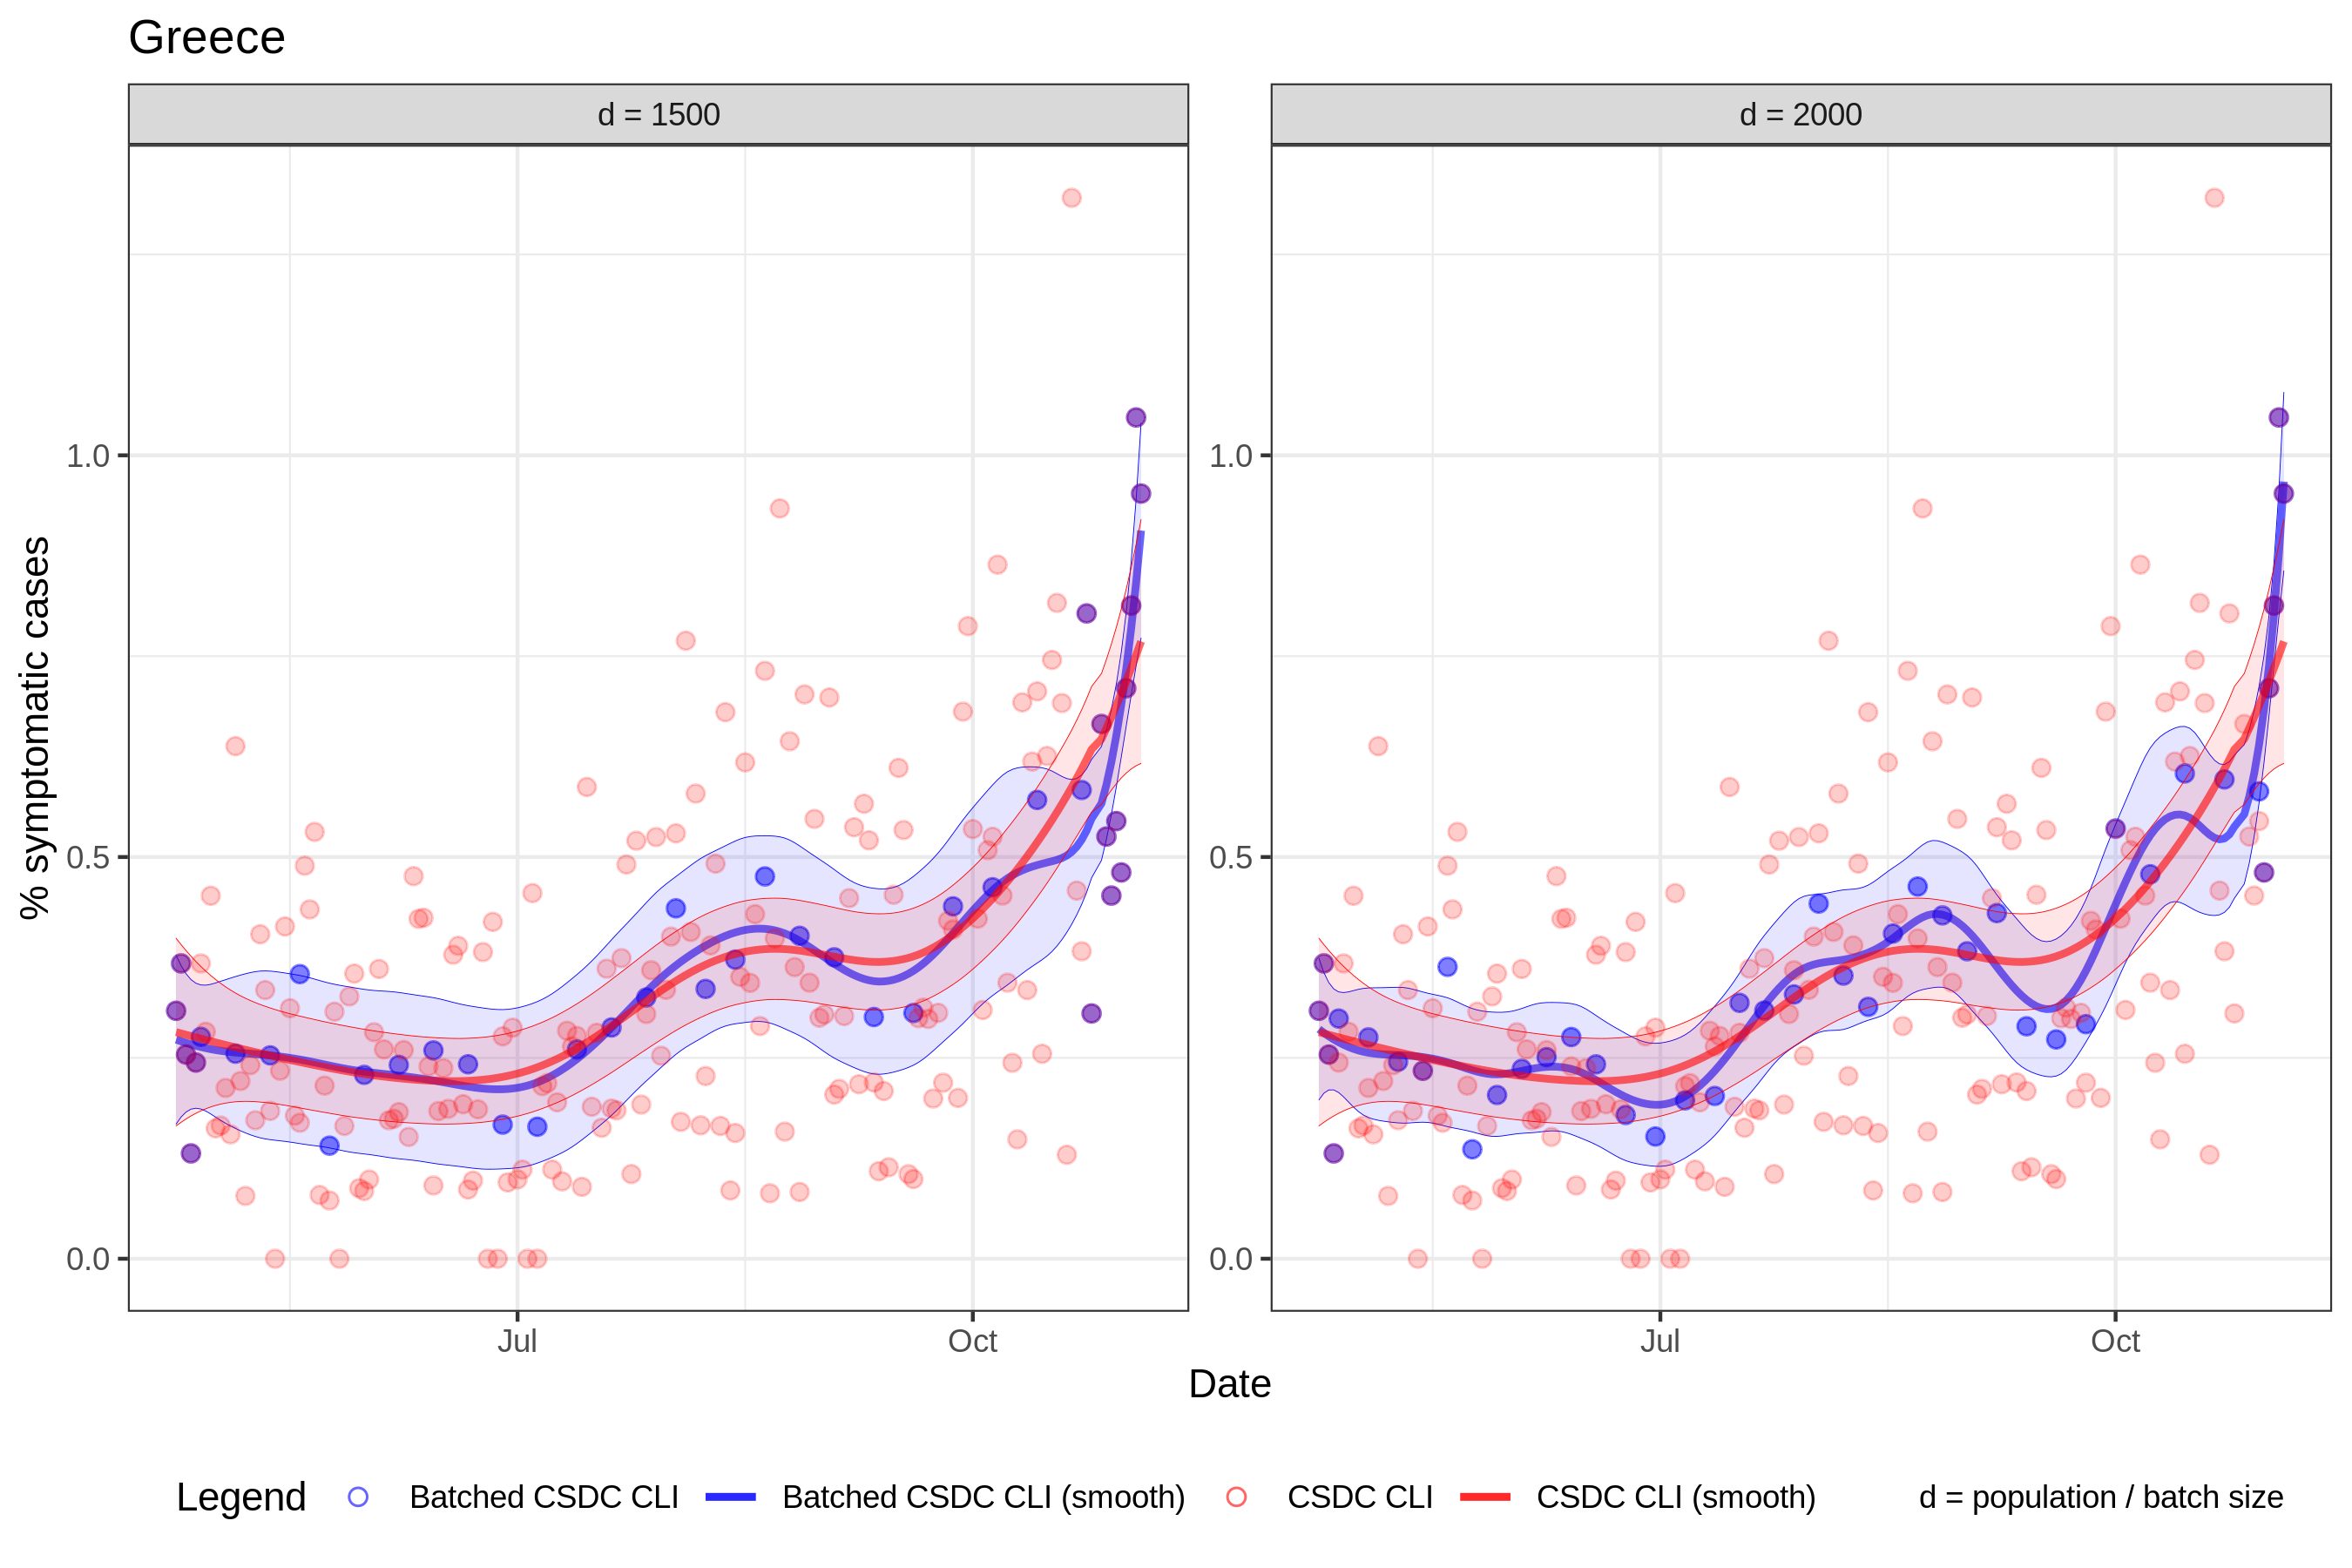 Greece
d = 1500
d = 2000
% symptomatic cases
1.0
0.5
0.0
1.0
0.5
0.0
Jul
Oct
Jul
Oct
Date
Legend
Batched CSDC CLI
Batched CSDC CLI (smooth)
CSDC CLI
CSDC CLI (smooth)
d = population / batch size